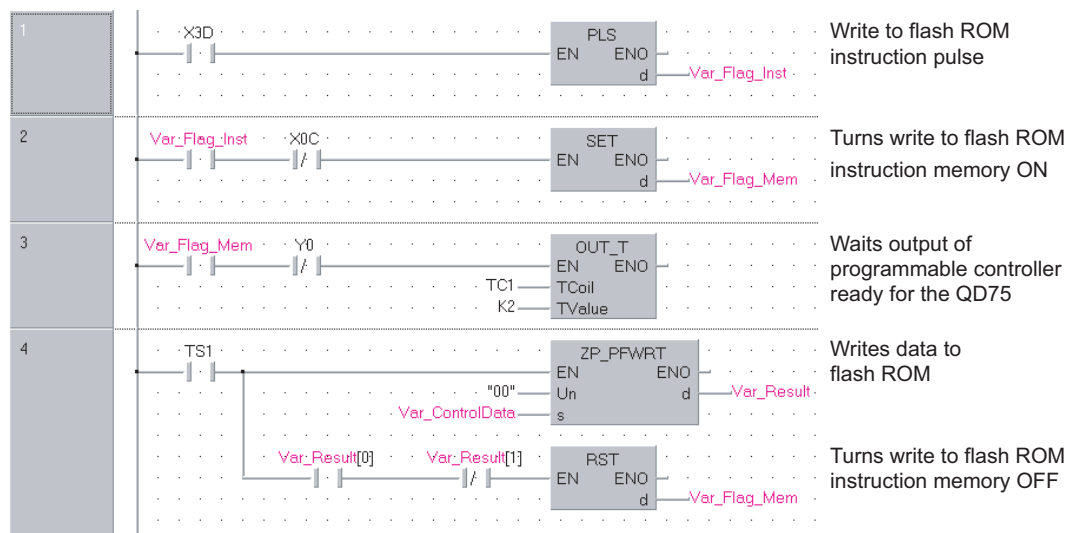 1
X3D
PLS
EN ENO
d
Var_Flag_Inst
Write to flash ROM
instruction pulse
2
Var_Flag_Inst
X0C
SET
EN ENO
d
Var_Flag_Mem
Turns write to flash ROM
instruction memory ON
3
Var_Flag_Mem
Y0
OUT_T
EN ENO
TC1
TCoil
K2
TValue
Waits output of
programmable controller
ready for the QD75
4
TS1
ZP_PFWRT
EN ENO
"00"
Un d
Var_Result
Var_ControlData
s
Writes data to
flash ROM
Var_Result[0]
Var_Result[1]
RST
EN ENO
d
Var_Flag_Mem
Turns write to flash ROM
instruction memory OFF